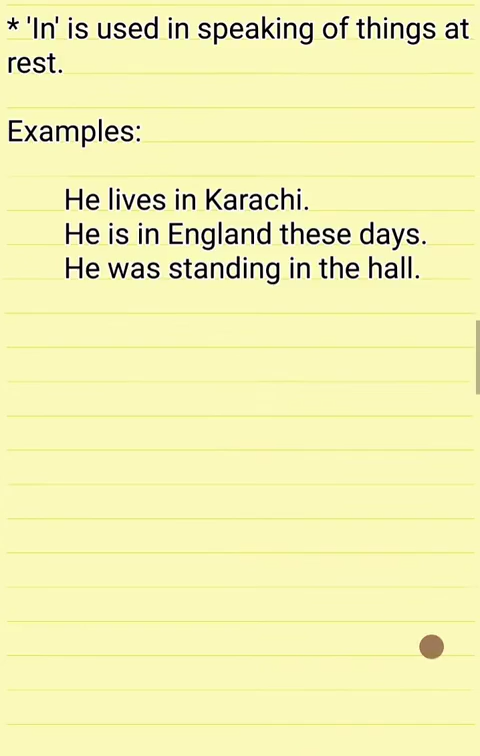 * 'In' is used in speaking of things at
rest.
Examples:
He lives in Karachi.
He is in England these days.
He was standing in the hall.